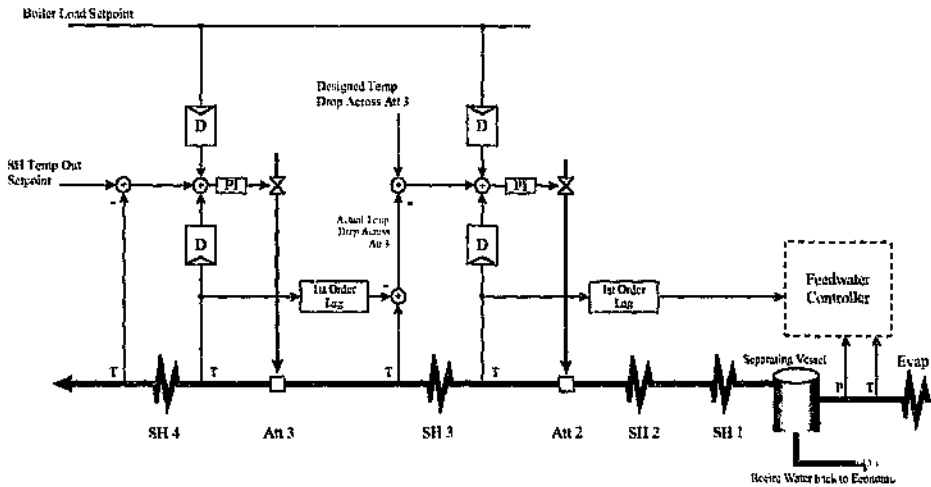 Boiler Load Setpoint
Designed Temp
Drop Across Att 3
D
D
SH Temp Out
Setpoint
PI
PI
Actual Temp
Drop Across
Att 3
D
D
1st Order
Lag
1st Order
Lag
Feedwater
Controller
Separating Vessel
Evap
T
T
T
T
P
T
SH 4
Att 3
SH 3
Att 2
SH 2
SH 1
Water back to